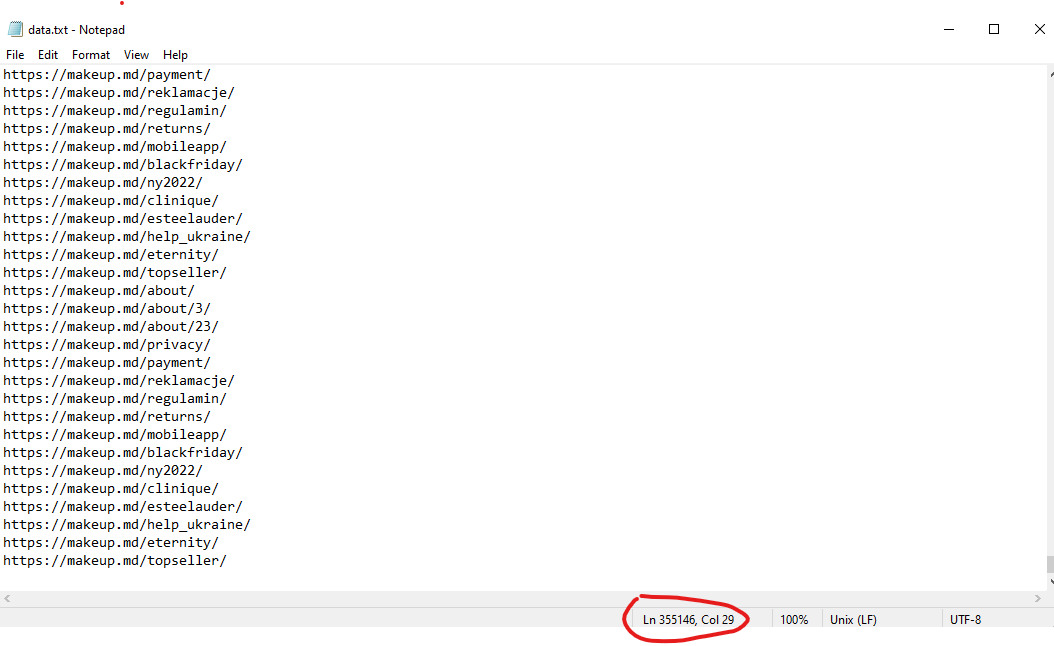 data.txt - Notepad
File Edit Format View Help
https://makeup.md/payment/
https://makeup.md/reklamacje/
https://makeup.md/regulamin/
https://makeup.md/returns/
https://makeup.md/mobileapp/
https://makeup.md/blackfriday/
https://makeup.md/ny2022/
https://makeup.md/clinique/
https://makeup.md/esteelauder/
https://makeup.md/help_ukraine/
https://makeup.md/eternity/
https://makeup.md/topseller/
https://makeup.md/about/
https://makeup.md/about/3/
https://makeup.md/about/23/
https://makeup.md/privacy/
https://makeup.md/payment/
https://makeup.md/reklamacje/
https://makeup.md/regulamin/
https://makeup.md/returns/
https://makeup.md/mobileapp/
https://makeup.md/blackfriday/
https://makeup.md/ny2022/
https://makeup.md/clinique/
https://makeup.md/esteelauder/
https://makeup.md/help_ukraine/
https://makeup.md/eternity/
https://makeup.md/topseller/
Ln 355146, Col 29 100% Unix (LF) UTF-8